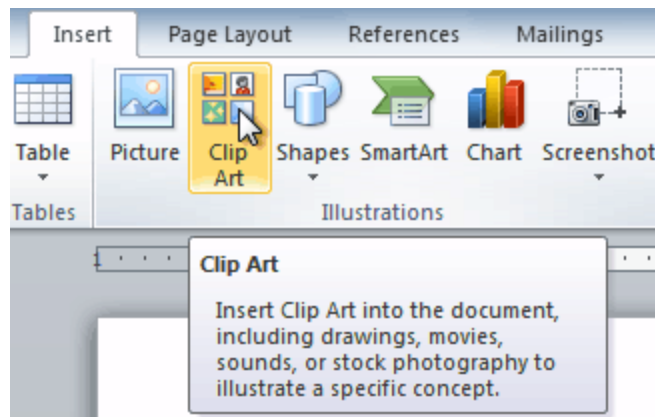 Insert Page Layout References Mailings
Table Picture Clip Art Shapes SmartArt Chart Screenshot
Tables Illustrations
1
Clip Art
Insert Clip Art into the document,
including drawings, movies,
sounds, or stock photography to
illustrate a specific concept.